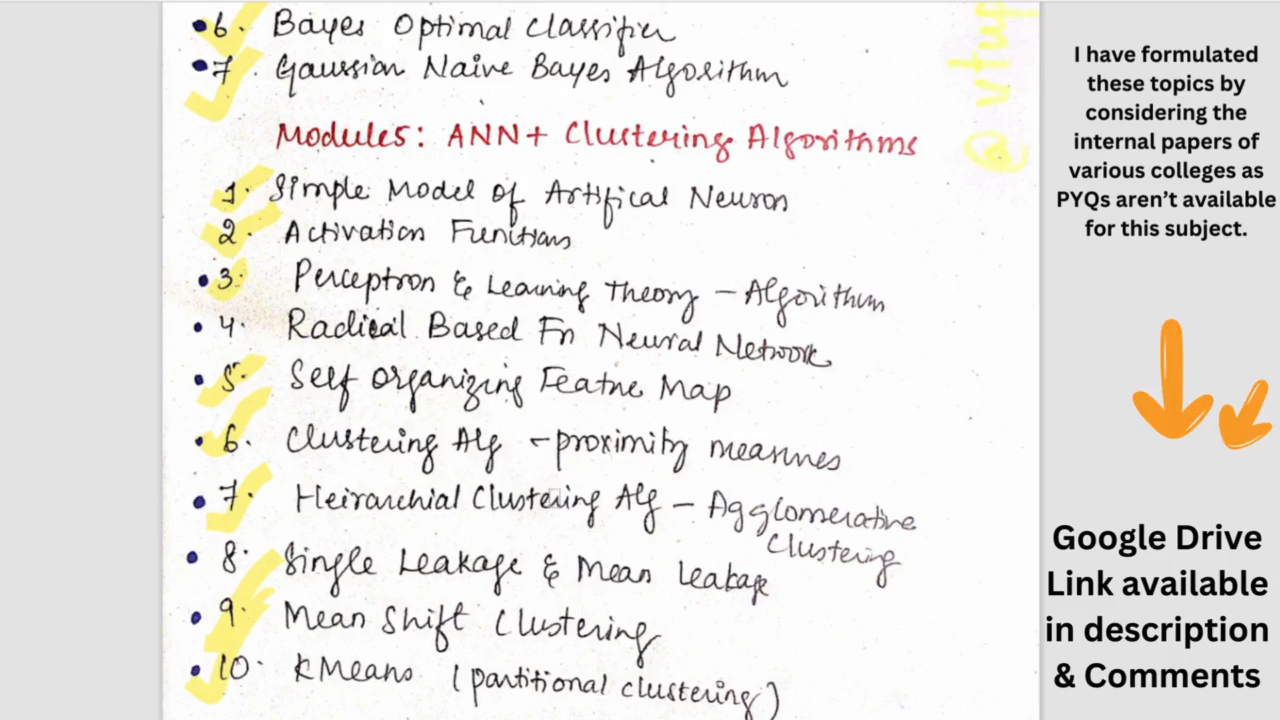 6. Bayes Optimal Classifier
7. Gaussian Naive Bayes Algorithm
Modules: ANN + Clustering Algorithms
1. Simple Model of Artifical Neuron
2. Activation Funitions
3. Perceptron & Learning Theory - Algorithm
4. Radical Based Fn Neural Network
5. Self organizing Feature Map
6. Clustering Alg - proximity measures
7. Heirarchial Clustering Alg - Agglomerative
Clustering
8. Single Leakage & Mean Leakage
9. Mean Shift Clustering
10. KMeans (partitional clustering)
@vtup
I have formulated
these topics by
considering the
internal papers of
various colleges as
PYQs aren't available
for this subject.
Google Drive
Link available
in description
& Comments